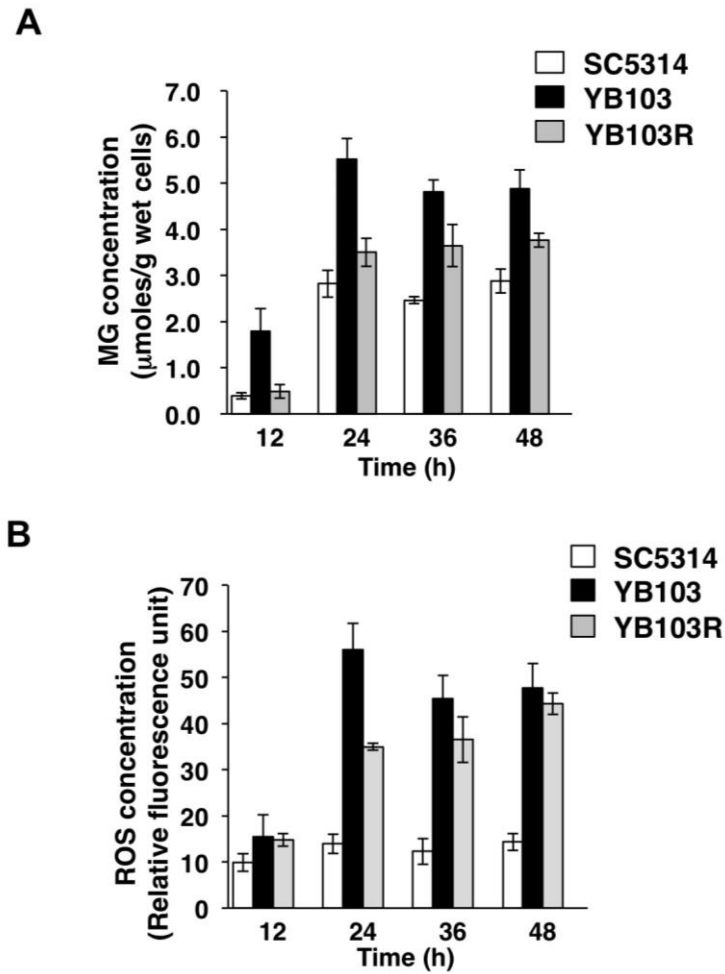 A
SC5314
YB103
YB103R
MG concentration
(μmoles/g wet cells)
7.0
6.0
5.0
4.0
3.0
2.0
1.0
0.0
12 24 36 48
Time (h)
B
SC5314
YB103
YB103R
ROS concentration
(Relative fluorescence unit)
70
60
50
40
30
20
10
0
12 24 36 48
Time (h)